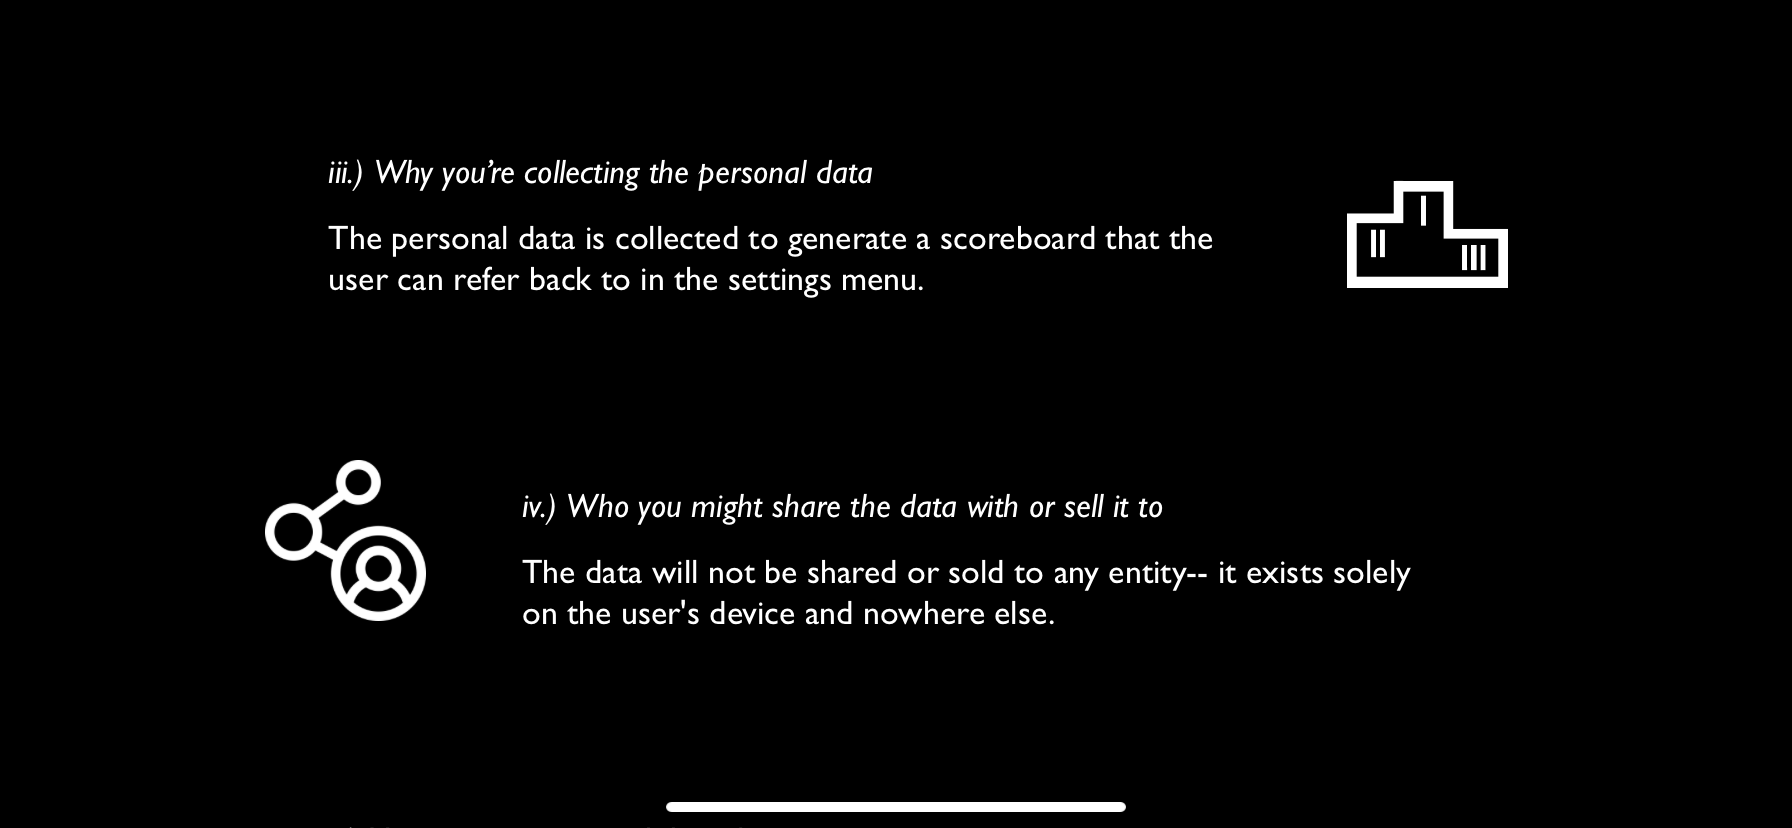 iii.) Why you’re collecting the personal data
The personal data is collected to generate a scoreboard that the
user can refer back to in the settings menu.
I
II
III
iv.) Who you might share the data with or sell it to
The data will not be shared or sold to any entity-- it exists solely
on the user's device and nowhere else.